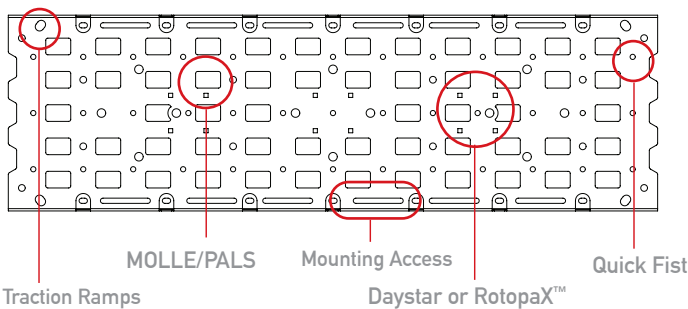 MOLLE/PALS
Mounting Access
Quick Fist
Traction Ramps
Daystar or RotopaX™